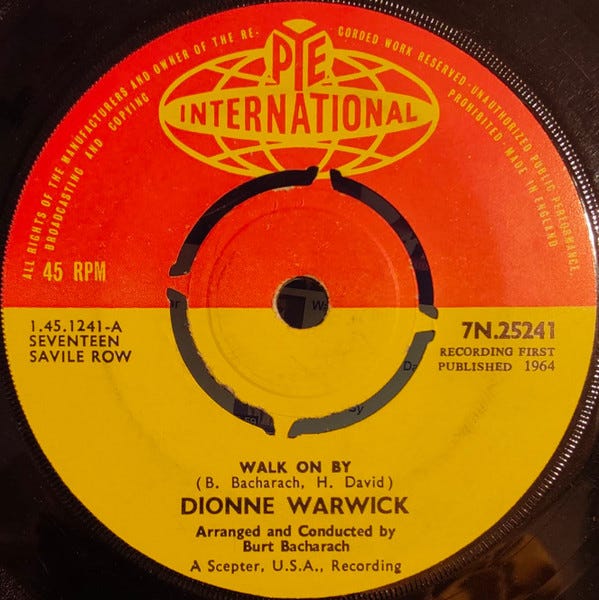 ALL RIGHTS OF THE MANUFACTURERS AND OWNER OF THE RE-CORDED WORK RESERVED-UNAUTHORIZED PUBLIC PERFORMANCE
BROADCASTING AND COPYING PROHIBITED-MADE IN ENGLAND
PYE
INTERNATIONAL
45 RPM
1.45.1241-A
SEVENTEEN
SAVILE ROW
7N.25241
RECORDING FIRST
PUBLISHED 1964
WALK ON BY
(B. Bacharach, H. David)
DIONNE WARWICK
Arranged and Conducted by
Burt Bacharach
A Scepter, U.S.A., Recording